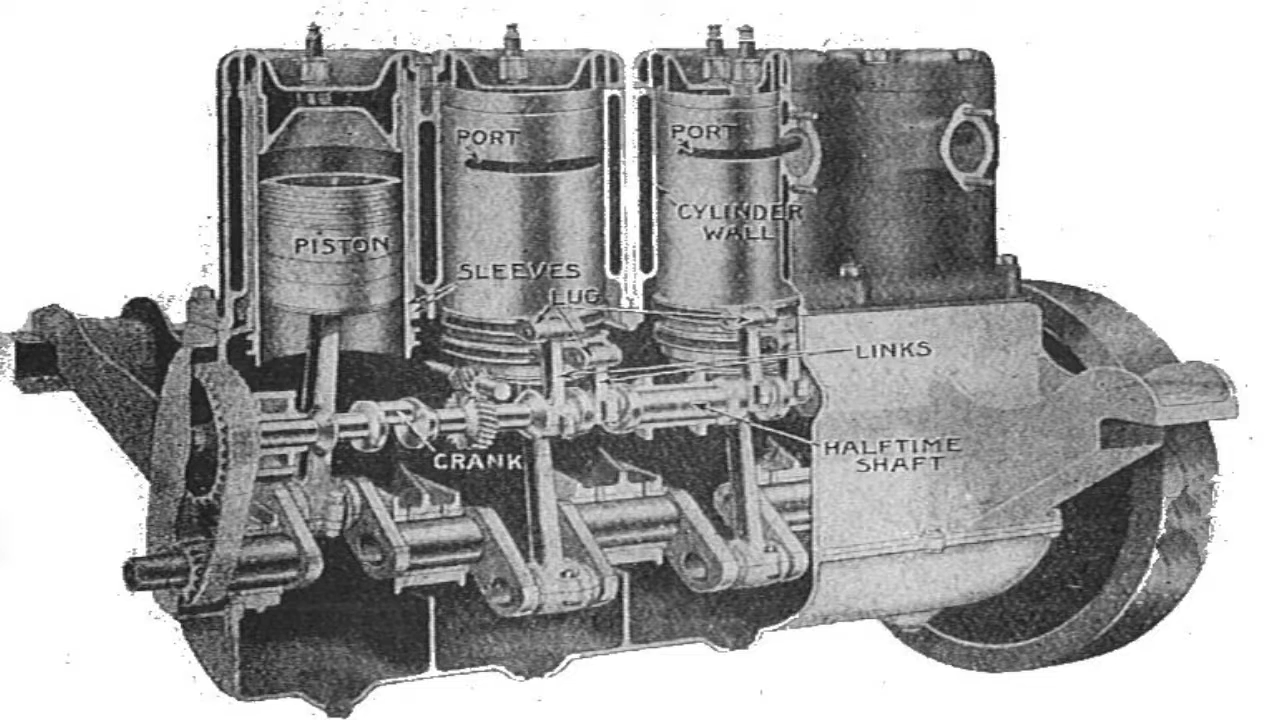 PORT
PORT
CYLINDER
WALL
PISTON
SLEEVES
LUG
LINKS
HALFTIME
SHAFT
CRANK